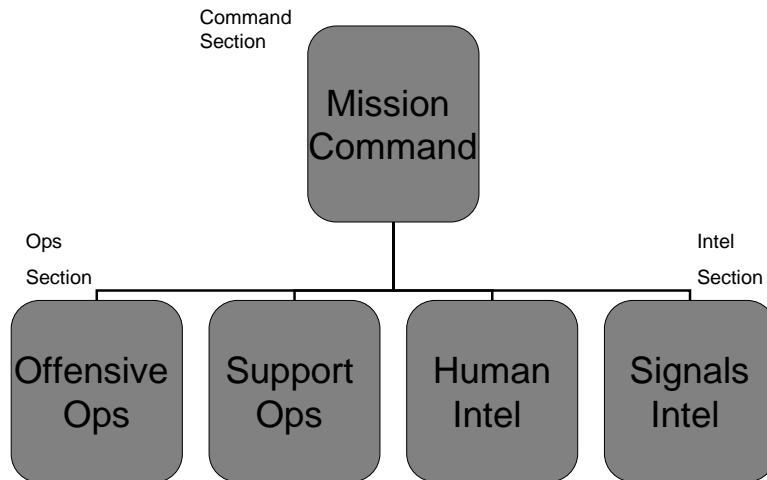 Command
Section
Mission
Command
Ops
Section
Intel
Section
Offensive
Ops
Support
Ops
Human
Intel
Signals
Intel